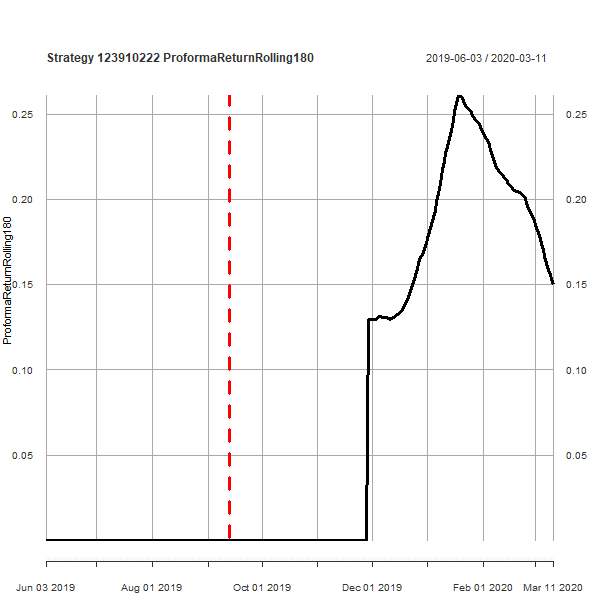 Strategy 123910222 ProformaReturnRolling180
2019-06-03 / 2020-03-11
ProformaReturnRolling180
0.25
0.20
0.15
0.10
0.05
0.25
0.20
0.15
0.10
0.05
Jun 03 2019
Aug 01 2019
Oct 01 2019
Dec 01 2019
Feb 01 2020
Mar 11 2020